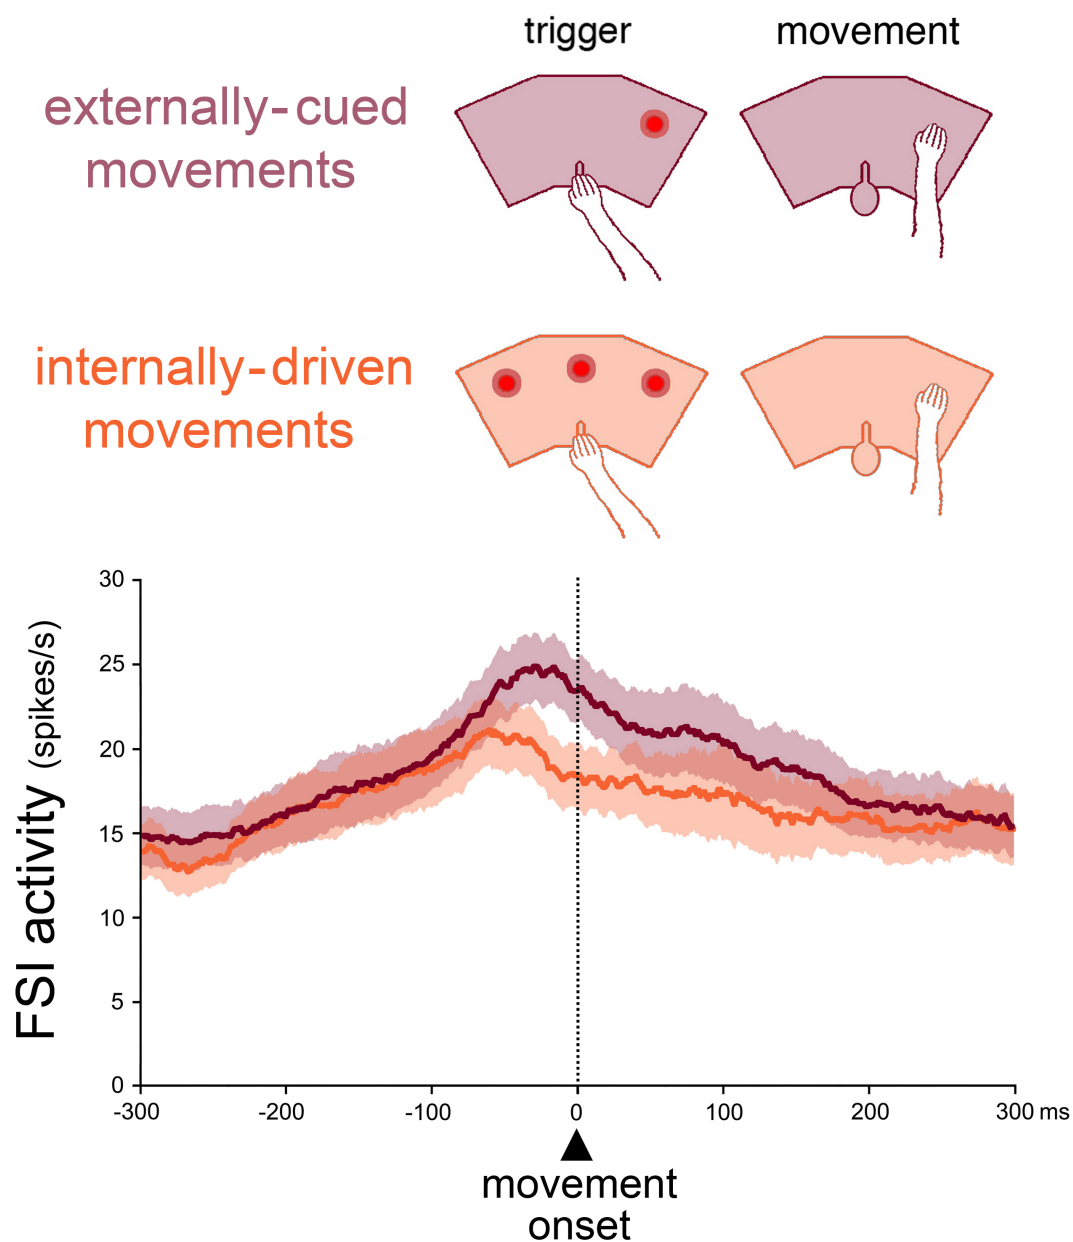 trigger movement
externally-cued
movements
internally-driven
movements
FSI activity (spikes/s)
30
25
20
15
10
5
0
-300 -200 -100 0 100 200 300 ms
movement
onset